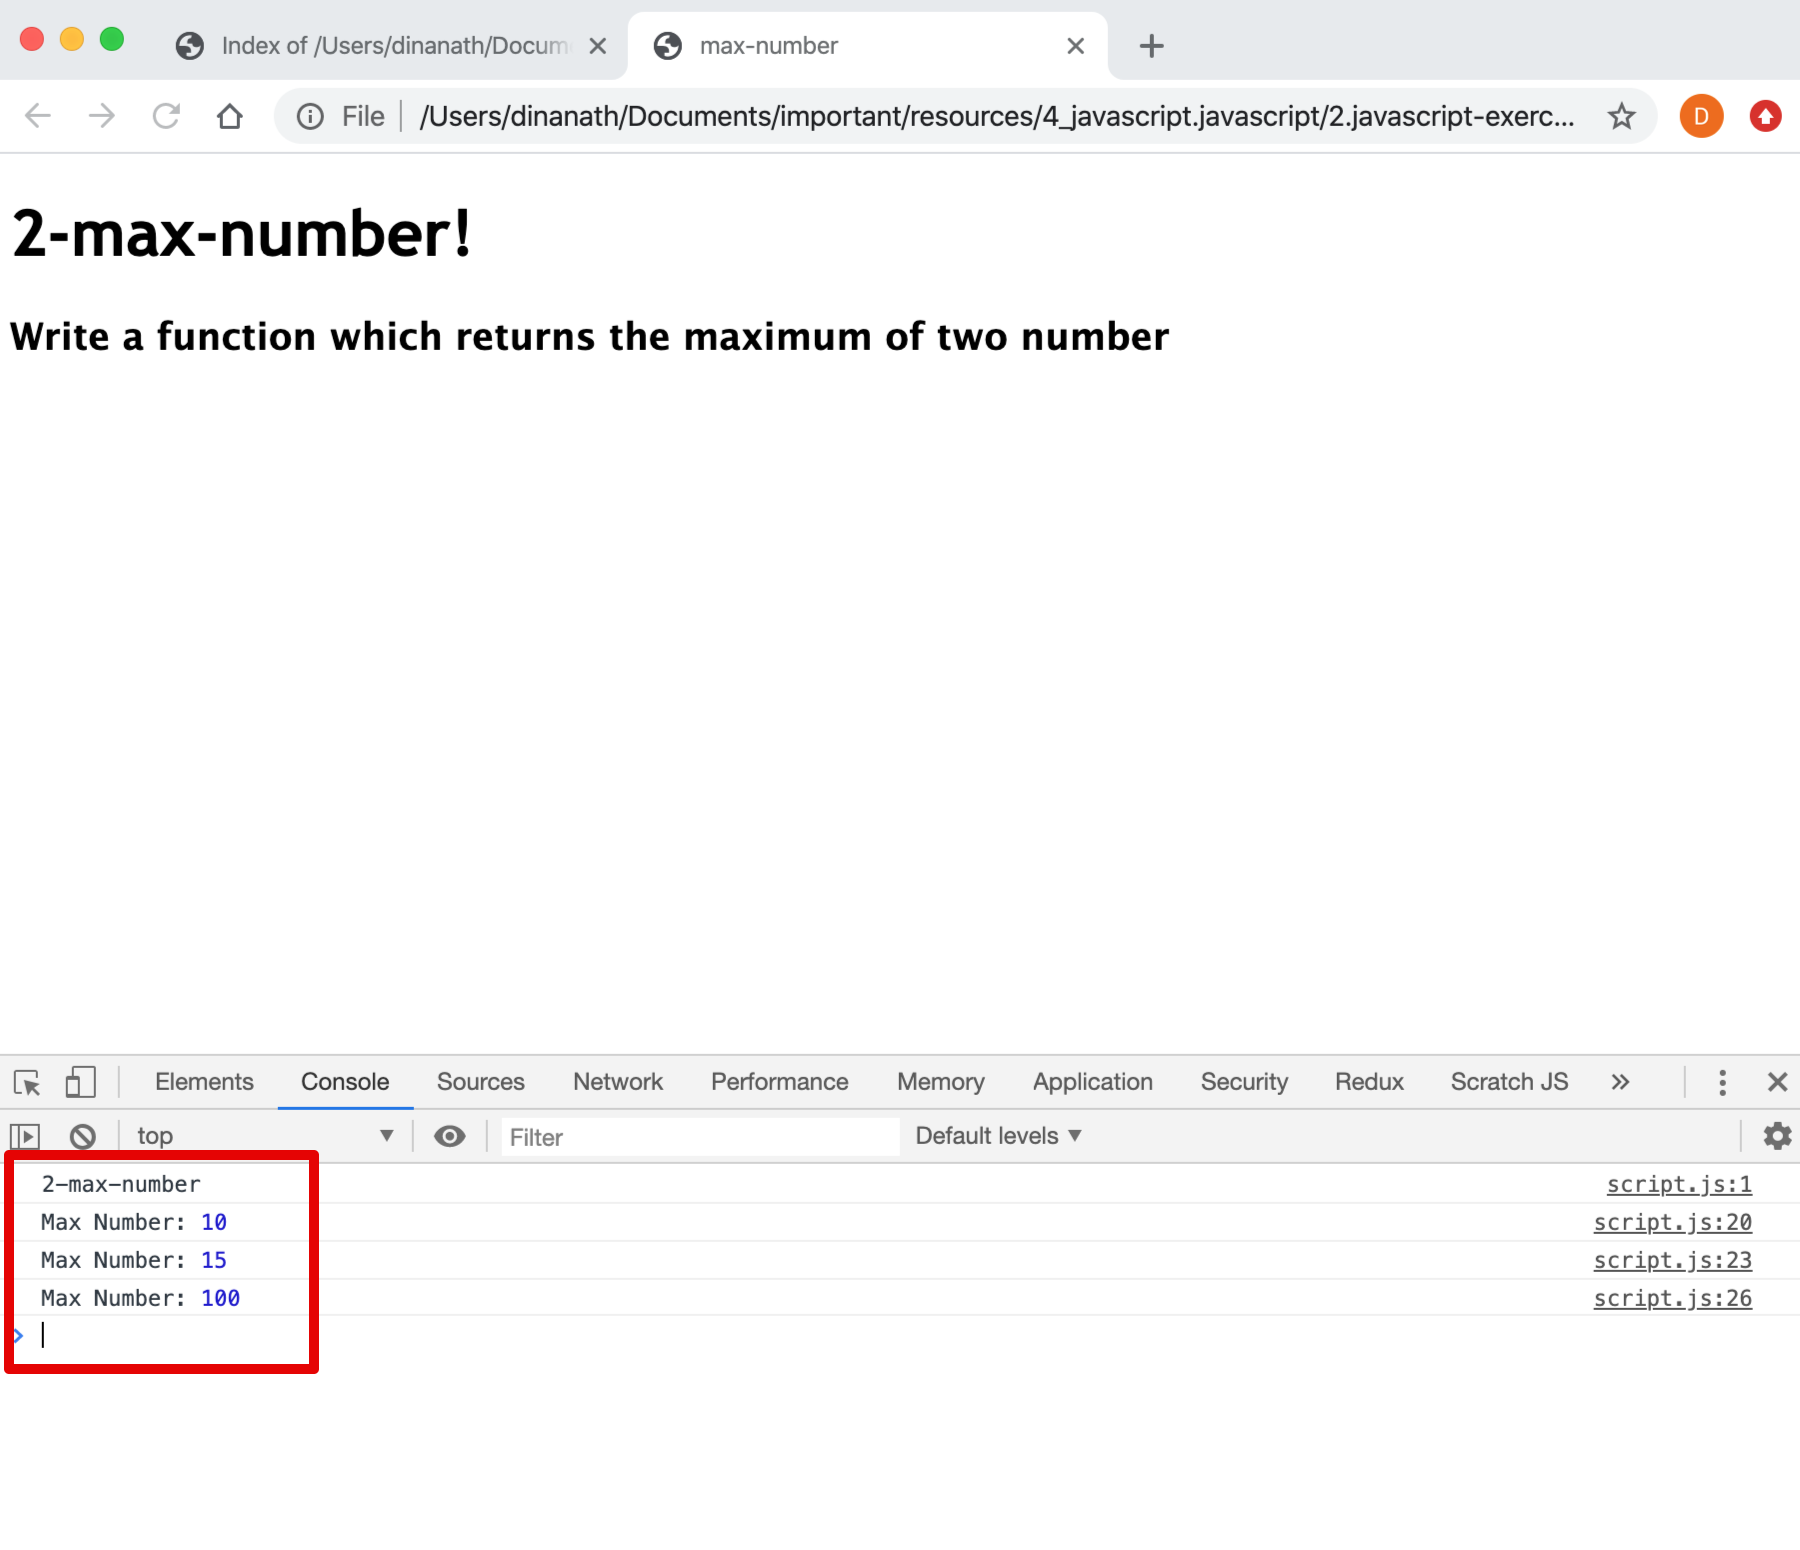 Index of /Users/dinanath/Docum
max-number
File
/Users/dinanath/Documents/important/resources/4_javascript.javascript/2.javascript-exerc...
D
2-max-number!
Write a function which returns the maximum of two number
Elements Console Sources Network Performance Memory Application Security Redux Scratch JS
top Filter Default levels
2-max-number script.js:1
Max Number: 10 script.js:20
Max Number: 15 script.js:23
Max Number: 100 script.js:26